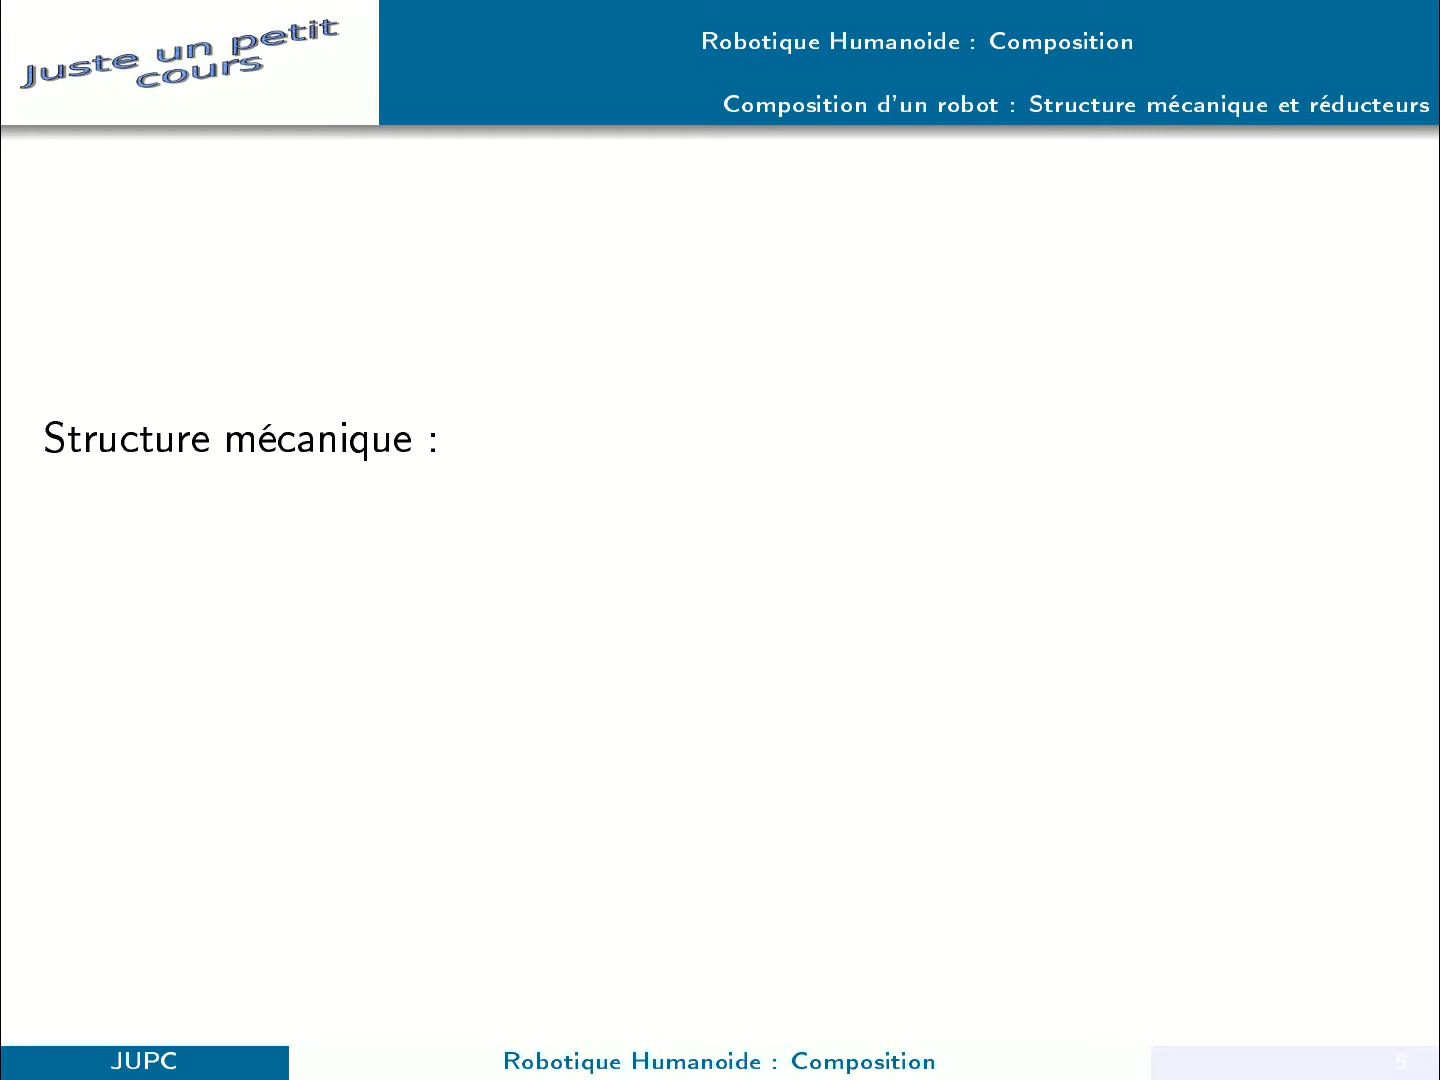 Juste un petit
cours
Robotique Humanoide : Composition
Composition d'un robot : Structure mécanique et réducteurs
Structure mécanique :
JUPC
Robotique Humanoide : Composition
5